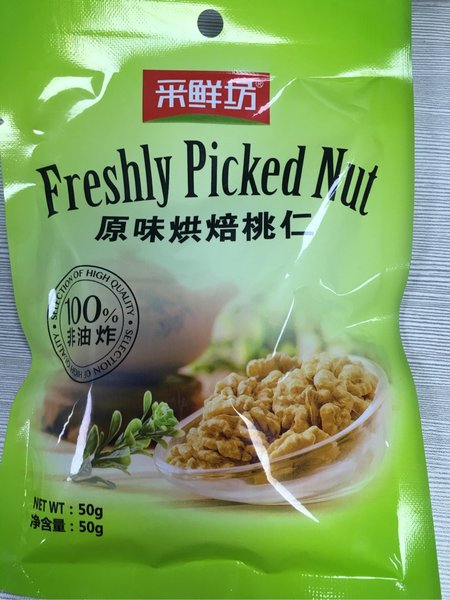 采鲜坊®
Freshly Picked Nut
原味烘焙桃仁
SELECTION OF HIGH QUALITY
100%
非油炸
SELECTION OF HIGH QUALITY
NET WT：50g
净含量：50g